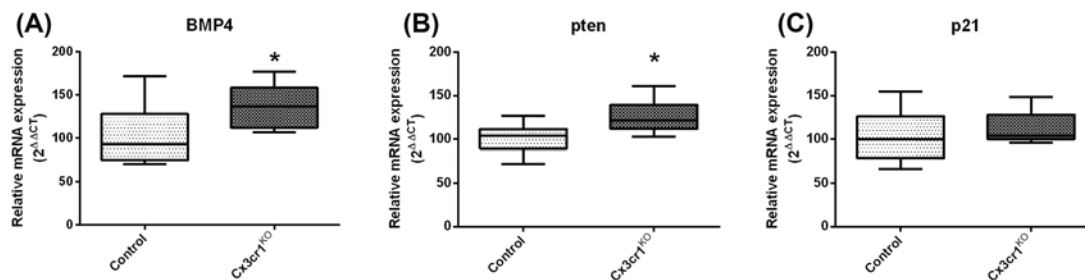 (A)
BMP4
Relative mRNA expression
(2^ΔΔCT)
200
150
100
50
0
*
Control
Cx3cr1^KO
(B)
pten
Relative mRNA expression
(2^ΔΔCT)
200
150
100
50
0
*
Control
Cx3cr1^KO
(C)
p21
Relative mRNA expression
(2^ΔΔCT)
200
150
100
50
0
Control
Cx3cr1^KO